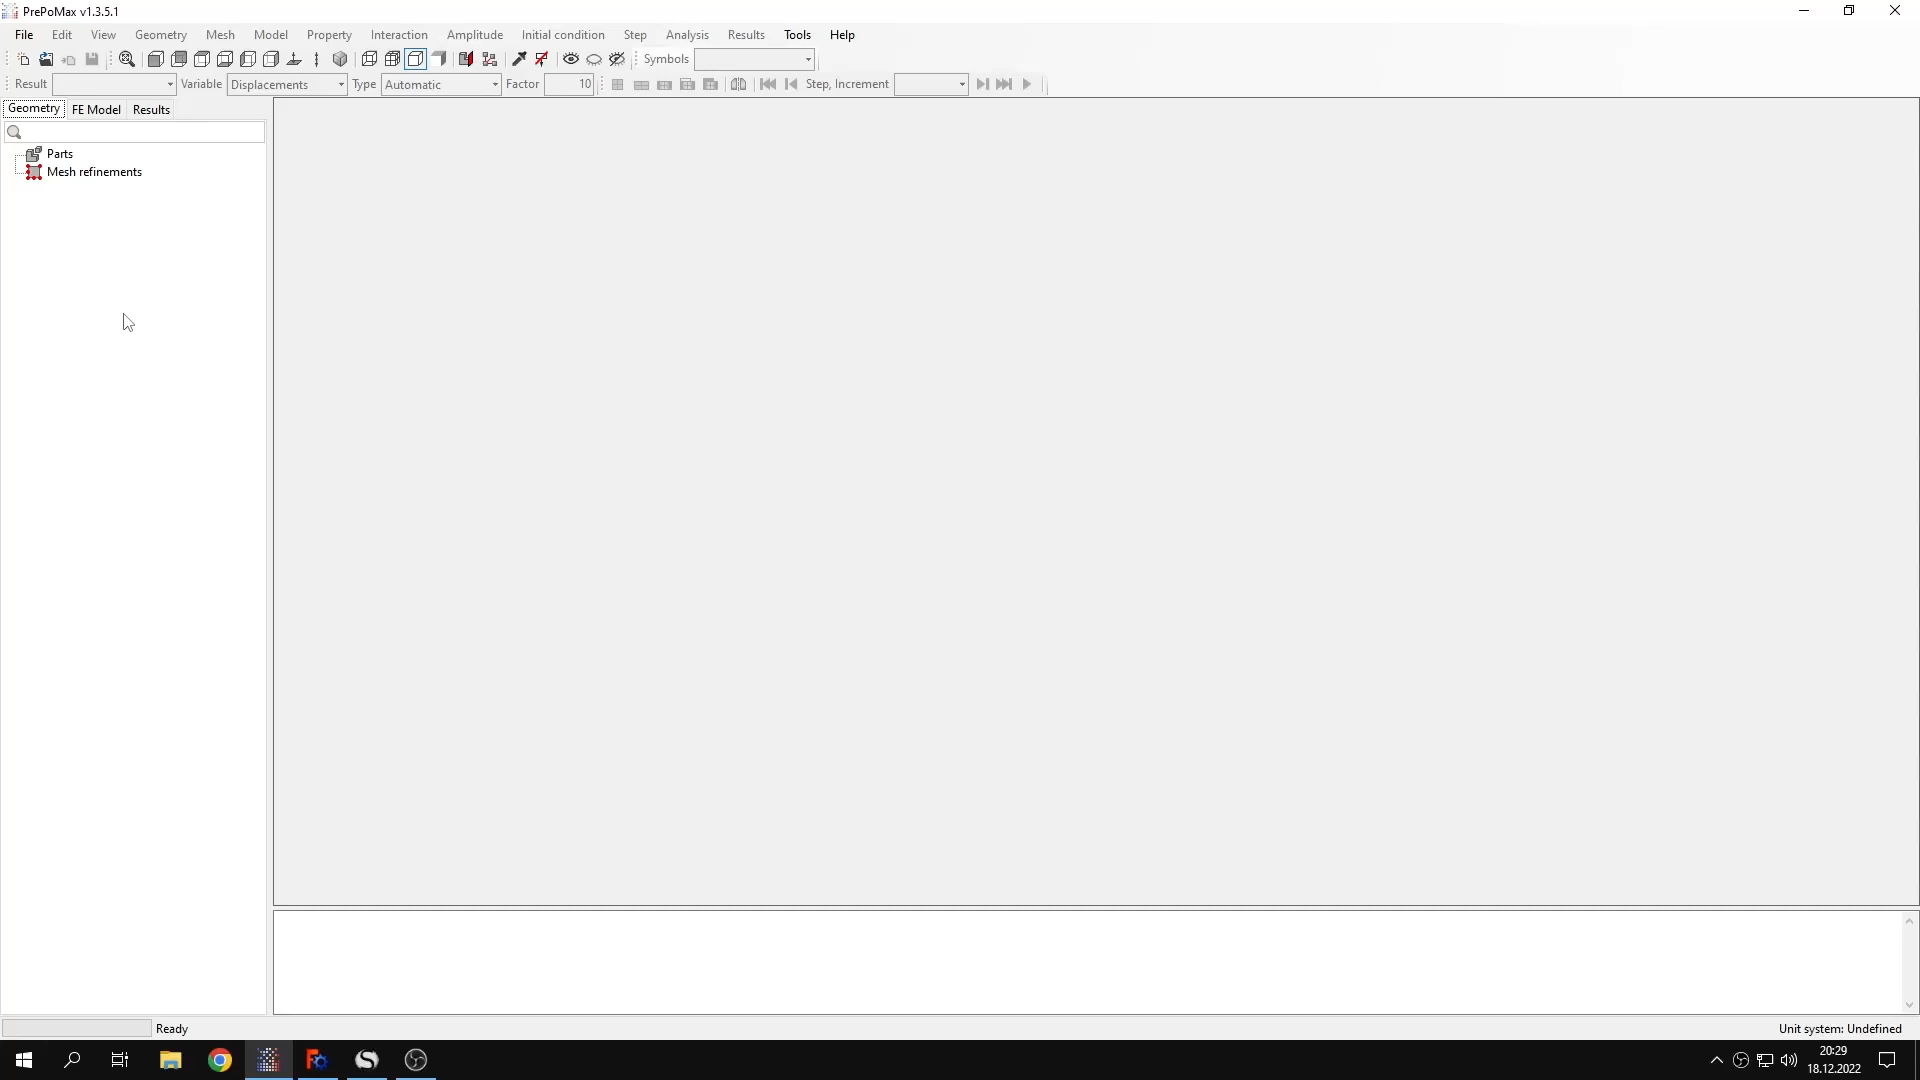 PrePoMax v1.3.5.1
File Edit View Geometry Mesh Model Property Interaction Amplitude Initial condition Step Analysis Results Tools Help
Symbols
Result Variable Displacements Type Automatic Factor 10 Step, Increment
Geometry FE Model Results
Parts
Mesh refinements
Ready Unit system: Undefined
20:29
18.12.2022